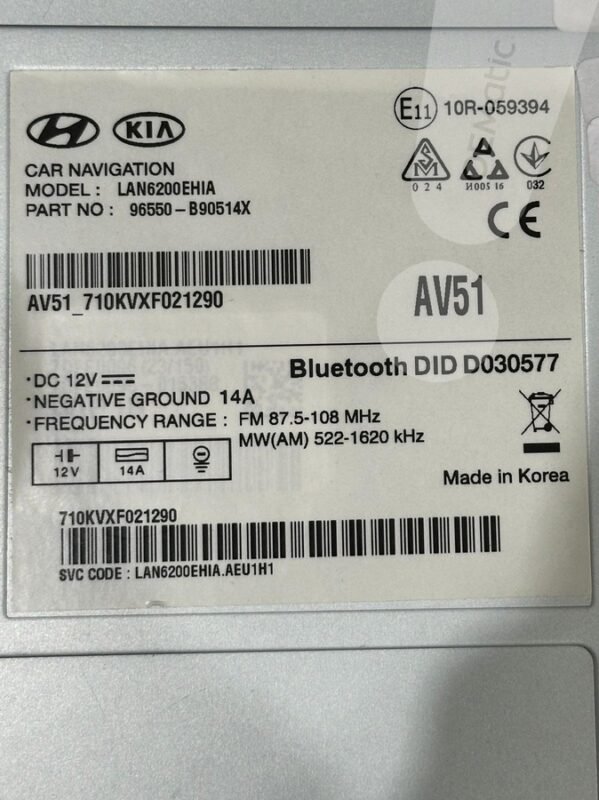 KIA
E11 10R-059394
CAR NAVIGATION
MODEL : LAN6200EHIA
PART NO : 96550-B90514X
024
И005 16
032
CE
AV51_710KVXF021290
AV51
Bluetooth DID D030577
·DC 12V
·NEGATIVE GROUND 14A
·FREQUENCY RANGE : FM 87.5-108 MHz
MW(AM) 522-1620 kHz
12V
14A
Made in Korea
710KVXF021290
SVC CODE : LAN6200EHIA.AEU1H1